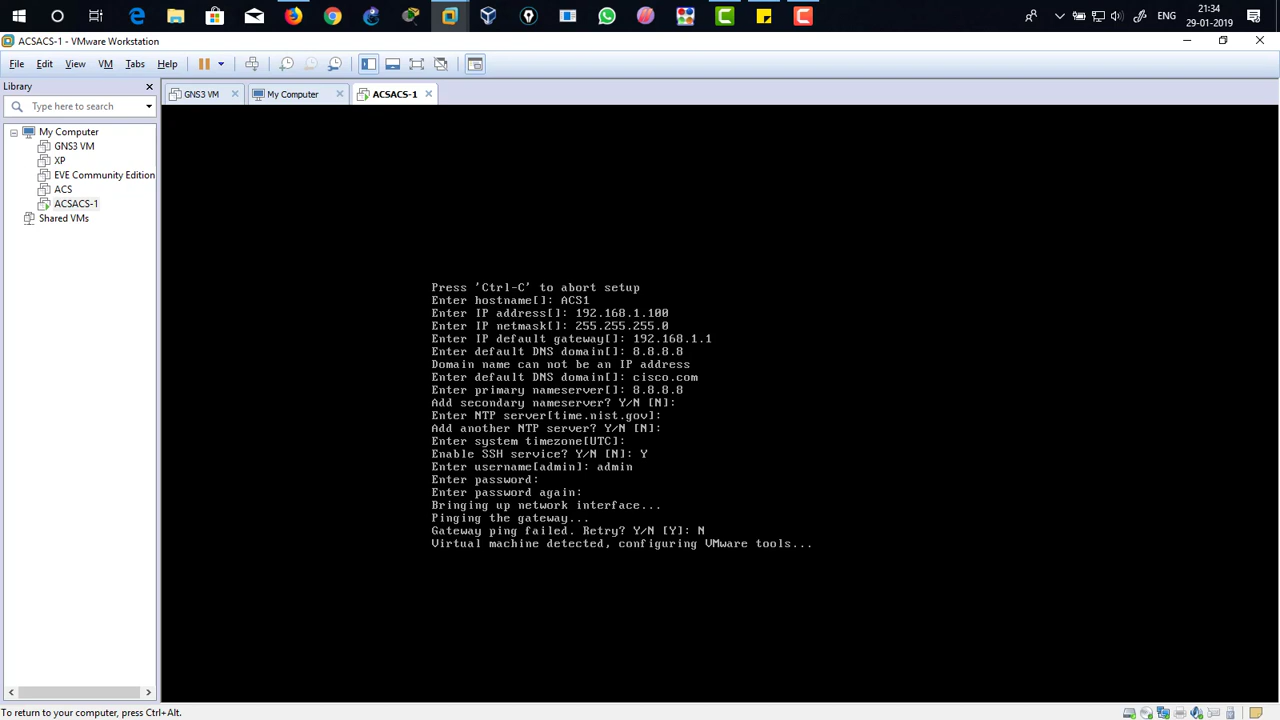 21:34
ENG
29-01-2019
ACSACS-1 - VMware Workstation
File Edit View VM Tabs Help
Library
Type here to search
GNS3 VM
My Computer
ACSACS-1
My Computer
GNS3 VM
XP
EVE Community Edition
ACS
ACSACS-1
Shared VMs
Press 'Ctrl-C' to abort setup
Enter hostname[]: ACS1
Enter IP address[]: 192.168.1.100
Enter IP netmask[]: 255.255.255.0
Enter IP default gateway[]: 192.168.1.1
Enter default DNS domain[]: 8.8.8.8
Domain name can not be an IP address
Enter default DNS domain[]: cisco.com
Enter primary nameserver[]: 8.8.8.8
Add secondary nameserver? Y/N [N]:
Enter NTP server[time.nist.gov]:
Add another NTP server? Y/N [N]:
Enter system timezone[UTC]:
Enable SSH service? Y/N [N]: Y
Enter username[admin]: admin
Enter password:
Enter password again:
Bringing up network interface...
Pinging the gateway...
Gateway ping failed. Retry? Y/N [Y]: N
Virtual machine detected, configuring VMware tools...
To return to your computer, press Ctrl+Alt.